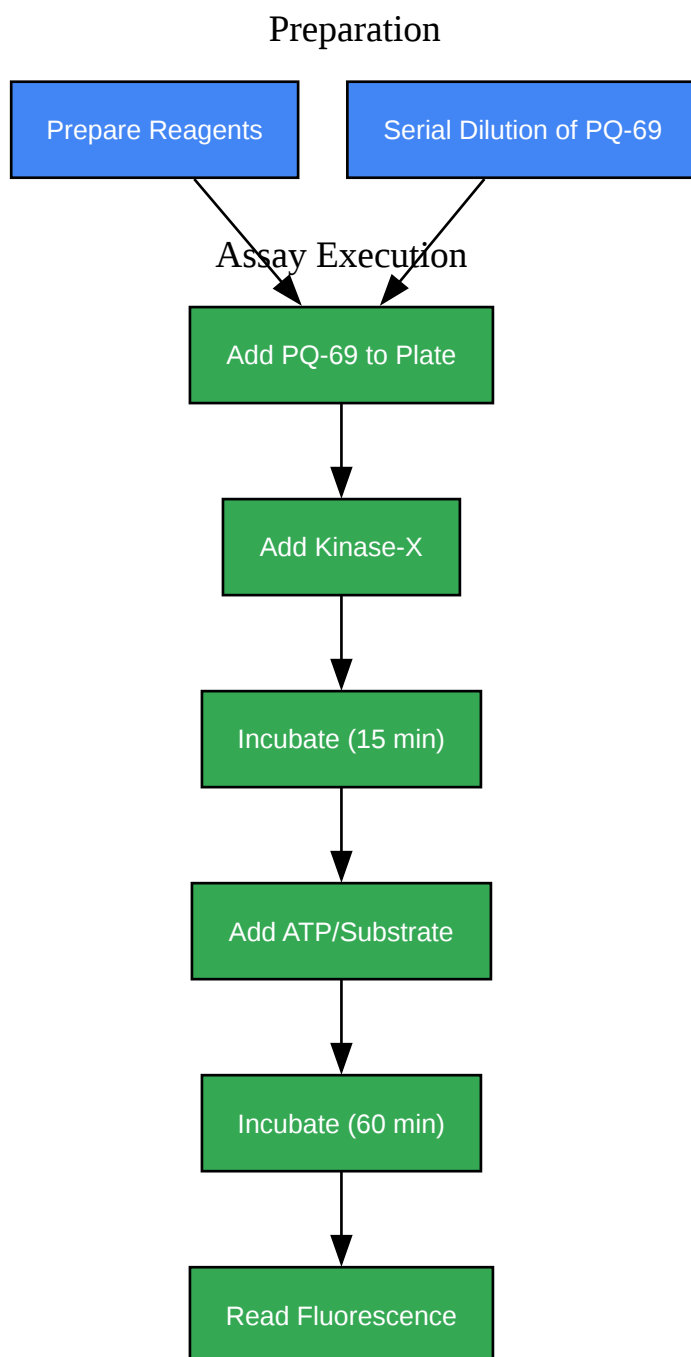 Preparation
Prepare Reagents
Serial Dilution of PQ-69
Assay Execution
Add PQ-69 to Plate
Add Kinase-X
Incubate (15 min)
Add ATP/Substrate
Incubate (60 min)
Read Fluorescence